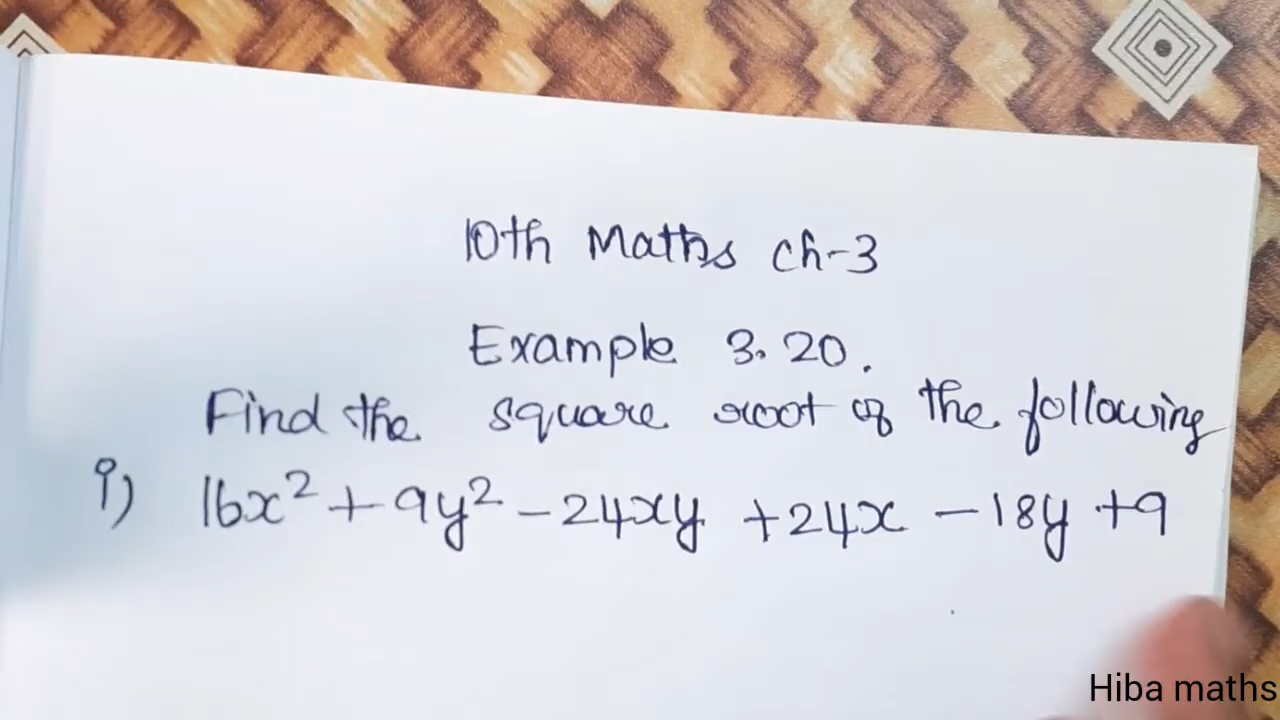 10th Maths ch-3
Example 3.20.
Find the square root of the following
i) 16x² + 9y² - 24xy + 24x - 18y + 9
Hiba maths